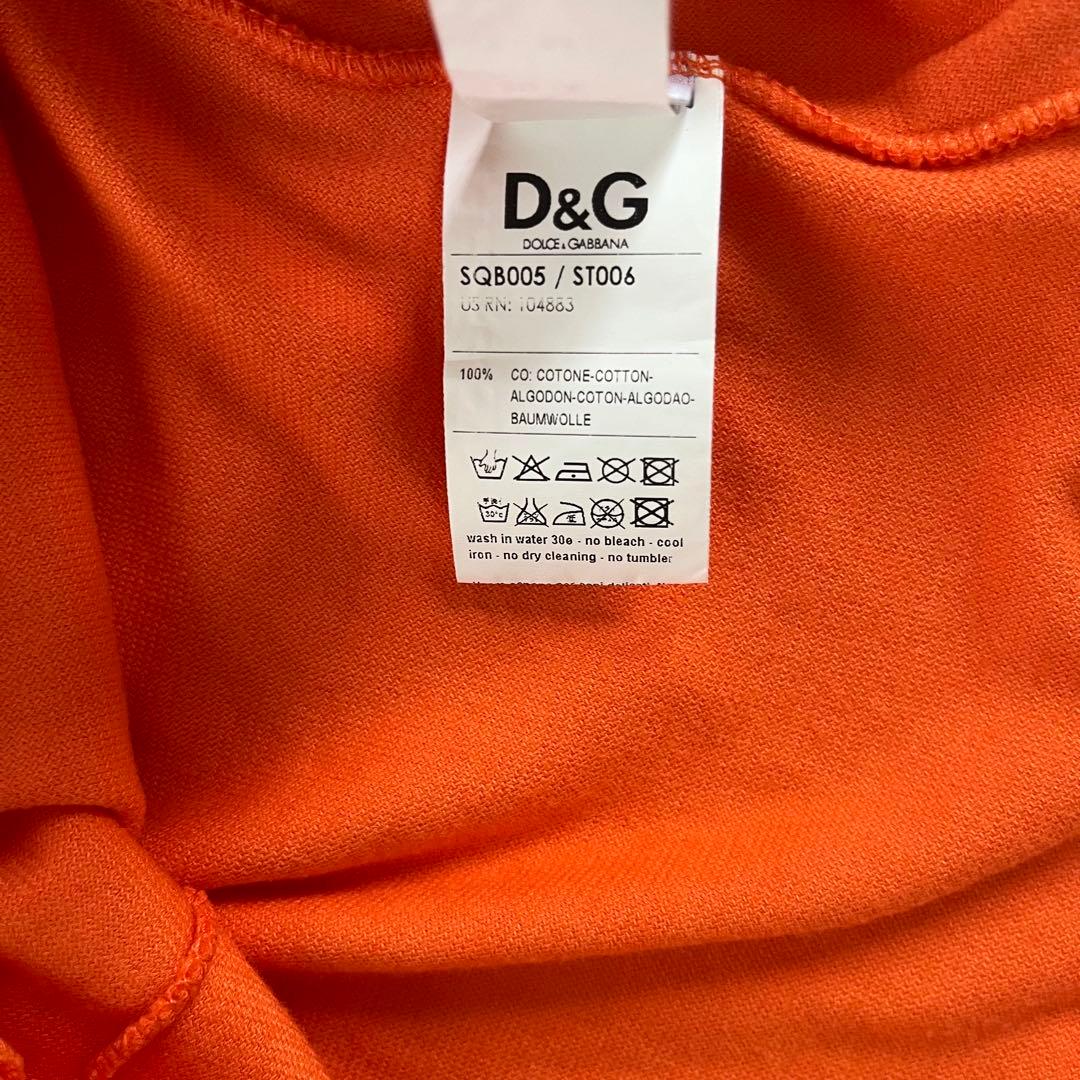 D&G
DOLCE & GABBANA
SQB005 / ST006
US RN: 104883
100% CO: COTONE-COTTON-
ALGODON-COTON-ALGODAO-
BAUMWOLLE
30°c
wash in water 30e - no bleach - cool
iron - no dry cleaning - no tumbler